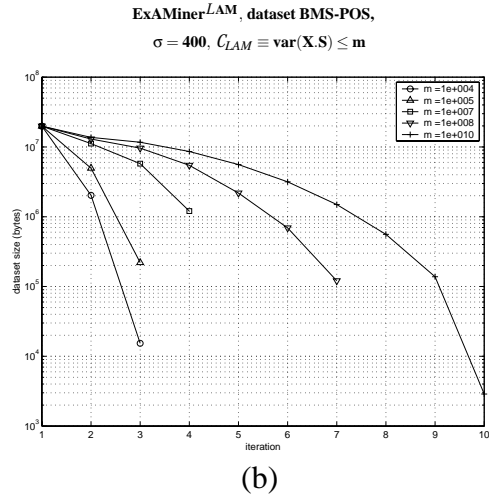 ExAMiner^LAM, dataset BMS-POS,
σ = 400, C_LAM ≡ var(X.S) ≤ m
10^8
10^7
10^6
10^5
10^4
10^3
dataset size (bytes)
m =1e+004
m =1e+005
m =1e+007
m =1e+008
m =1e+010
1 2 3 4 5 6 7 8 9 10
iteration
(b)